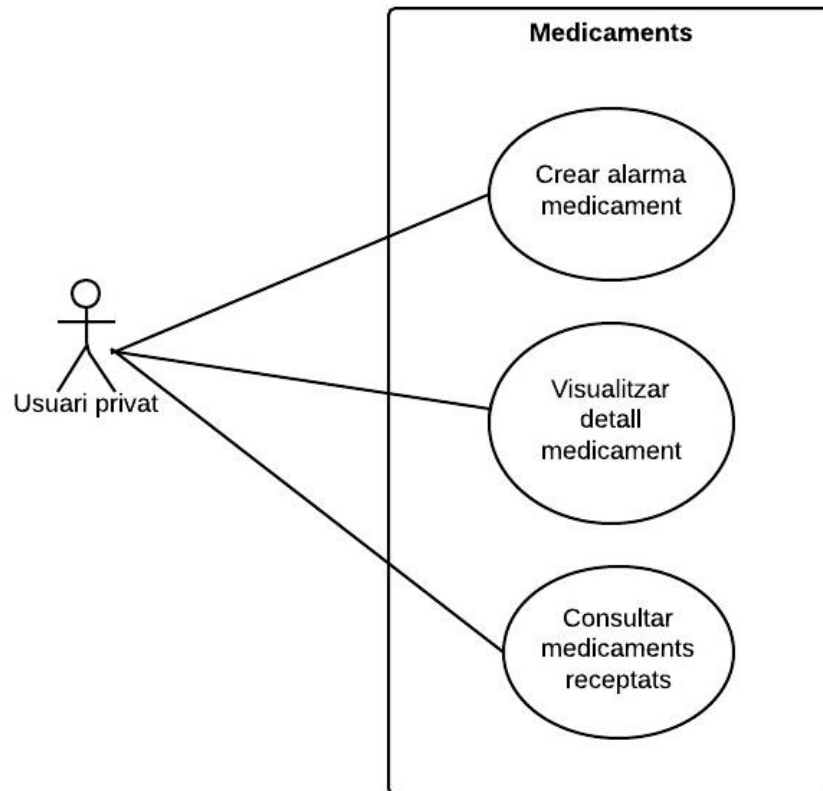 Medicaments
Crear alarma
medicament
Usuari privat
Visualitzar
detall
medicament
Consultar
medicaments
receptats